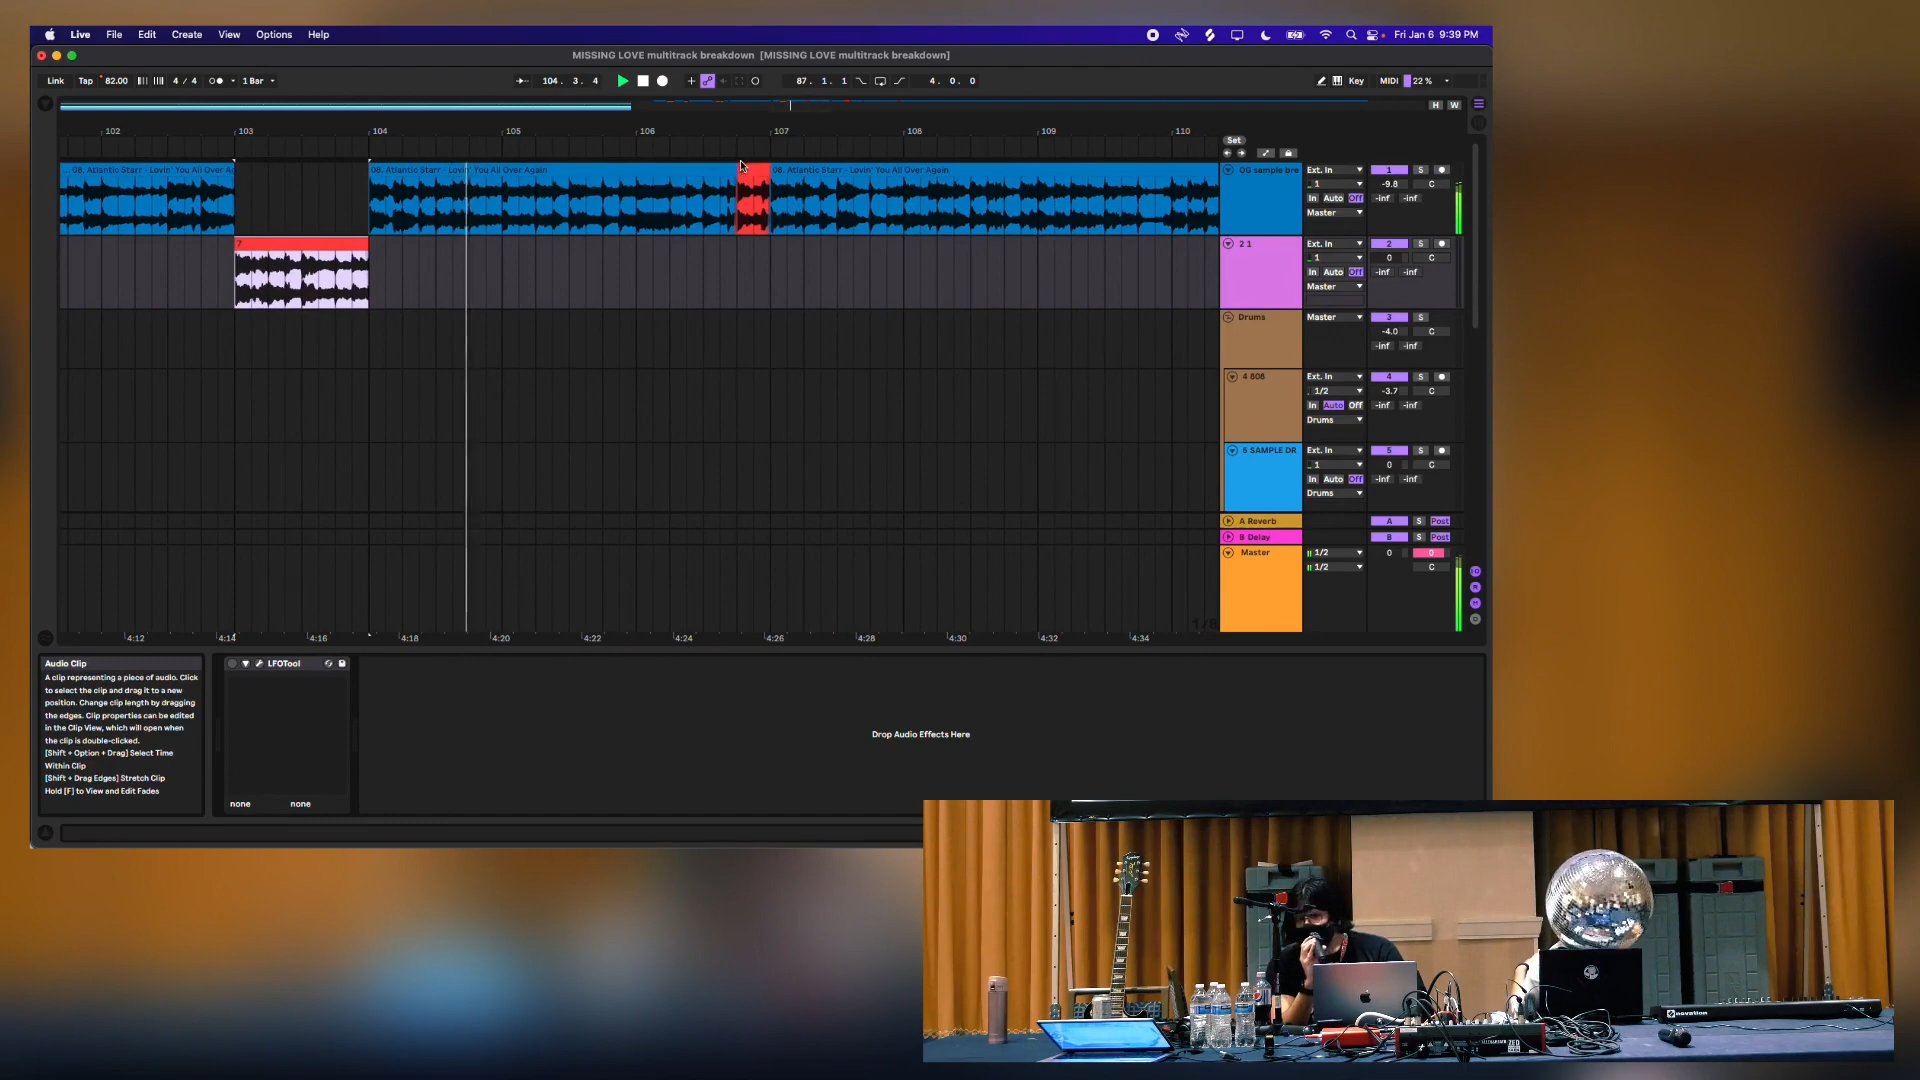 Live File Edit Create View Options Help
Fri Jan 6 9:39 PM
MISSING LOVE multitrack breakdown [MISSING LOVE multitrack breakdown]
Link Tap 82.00 4 / 4 1 Bar 104. 3. 4 87. 1. 1 4. 0. 0 Key MIDI 22 %
H W
102 103 104 105 106 107 108 109 110
Set
... 08. Atlantic Starr - Lovin' You All Over Ag
08. Atlantic Starr - Lovin' You All Over Again
08. Atlantic Starr - Lovin' You All Over Again
OG sample bre Ext. In 1 S
1 -9.8 C
In Auto Off -inf -inf
Master
7
2 1 Ext. In 2 S
1 0 C
In Auto Off -inf -inf
Master
Drums Master 3 S
-4.0 C
-inf -inf
4 808 Ext. In 4 S
1/2 -3.7 C
In Auto Off -inf -inf
Drums
5 SAMPLE DR Ext. In 5 S
1 0 C
In Auto Off -inf -inf
Drums
A Reverb A S Post
B Delay B S Post
Master 1/2 0 0
1/2 C
1/8
4:12 4:14 4:16 4:18 4:20 4:22 4:24 4:26 4:28 4:30 4:32 4:34
Audio Clip
A clip representing a piece of audio. Click
to select the clip and drag it to a new
position. Change clip length by dragging
the edges. Clip properties can be edited
in the Clip View, which will open when
the clip is double-clicked.
[Shift + Option + Drag] Select Time
Within Clip
[Shift + Drag Edges] Stretch Clip
Hold [F] to View and Edit Fades
LFOTool
none none
Drop Audio Effects Here
novation
ZED